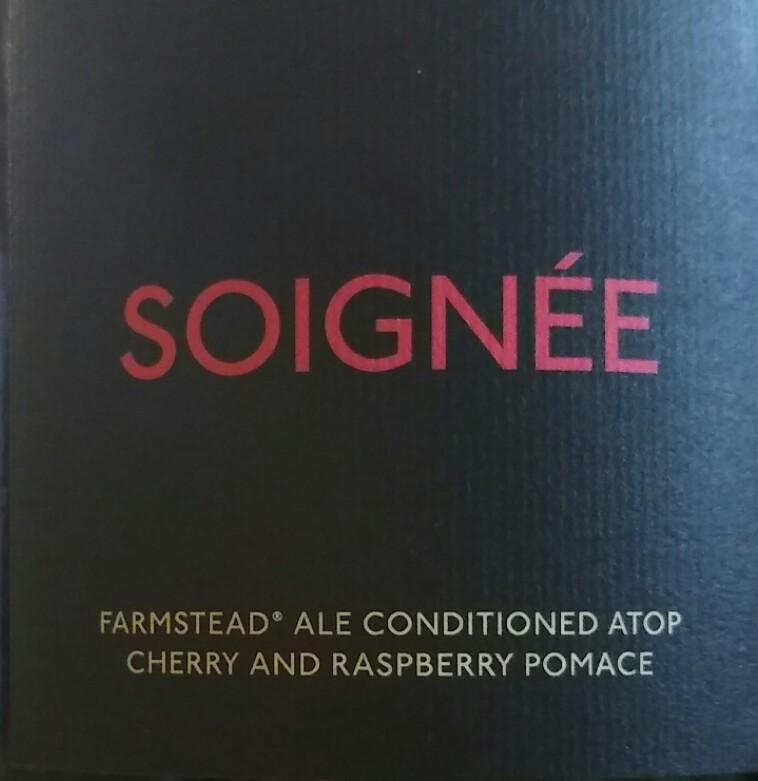 SOIGNÉE
FARMSTEAD® ALE CONDITIONED ATOP
CHERRY AND RASPBERRY POMACE